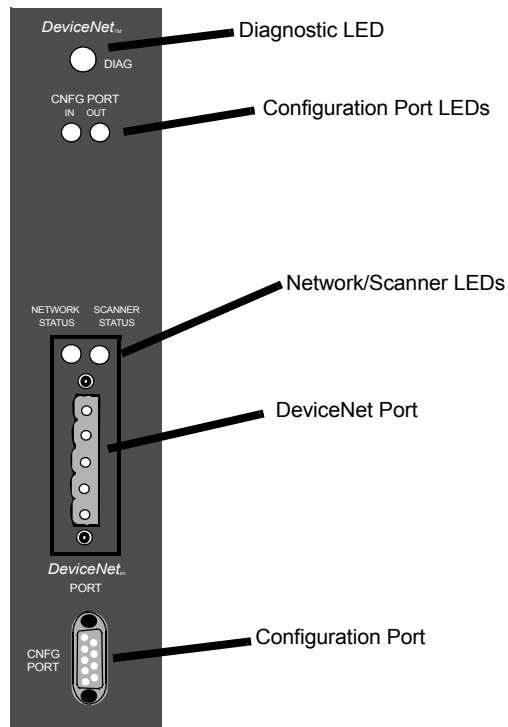 DeviceNet™
Diagnostic LED
DIAG
CNFG PORT
IN OUT
Configuration Port LEDs
Network/Scanner LEDs
NETWORK STATUS
SCANNER STATUS
DeviceNet Port
DeviceNet™
PORT
CNFG
PORT
Configuration Port